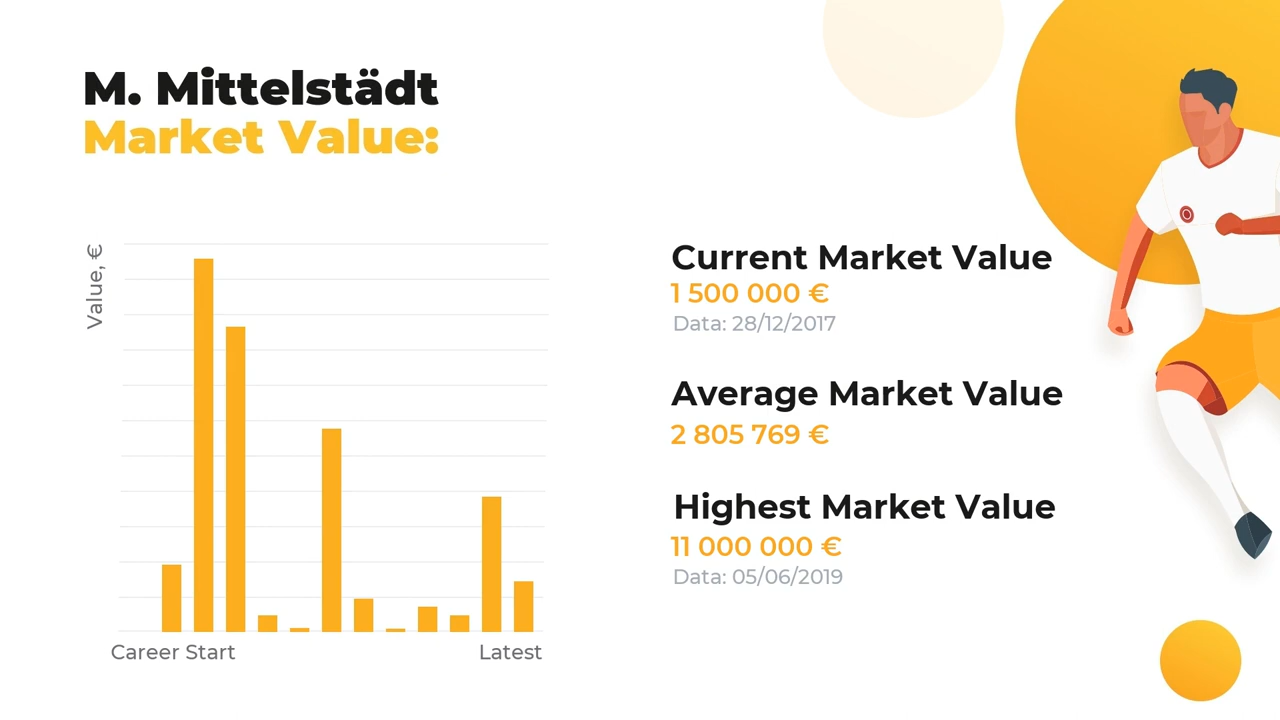 M. Mittelstädt
Market Value:
Value, €
Career Start
Latest
Current Market Value
1 500 000 €
Data: 28/12/2017
Average Market Value
2 805 769 €
Highest Market Value
11 000 000 €
Data: 05/06/2019